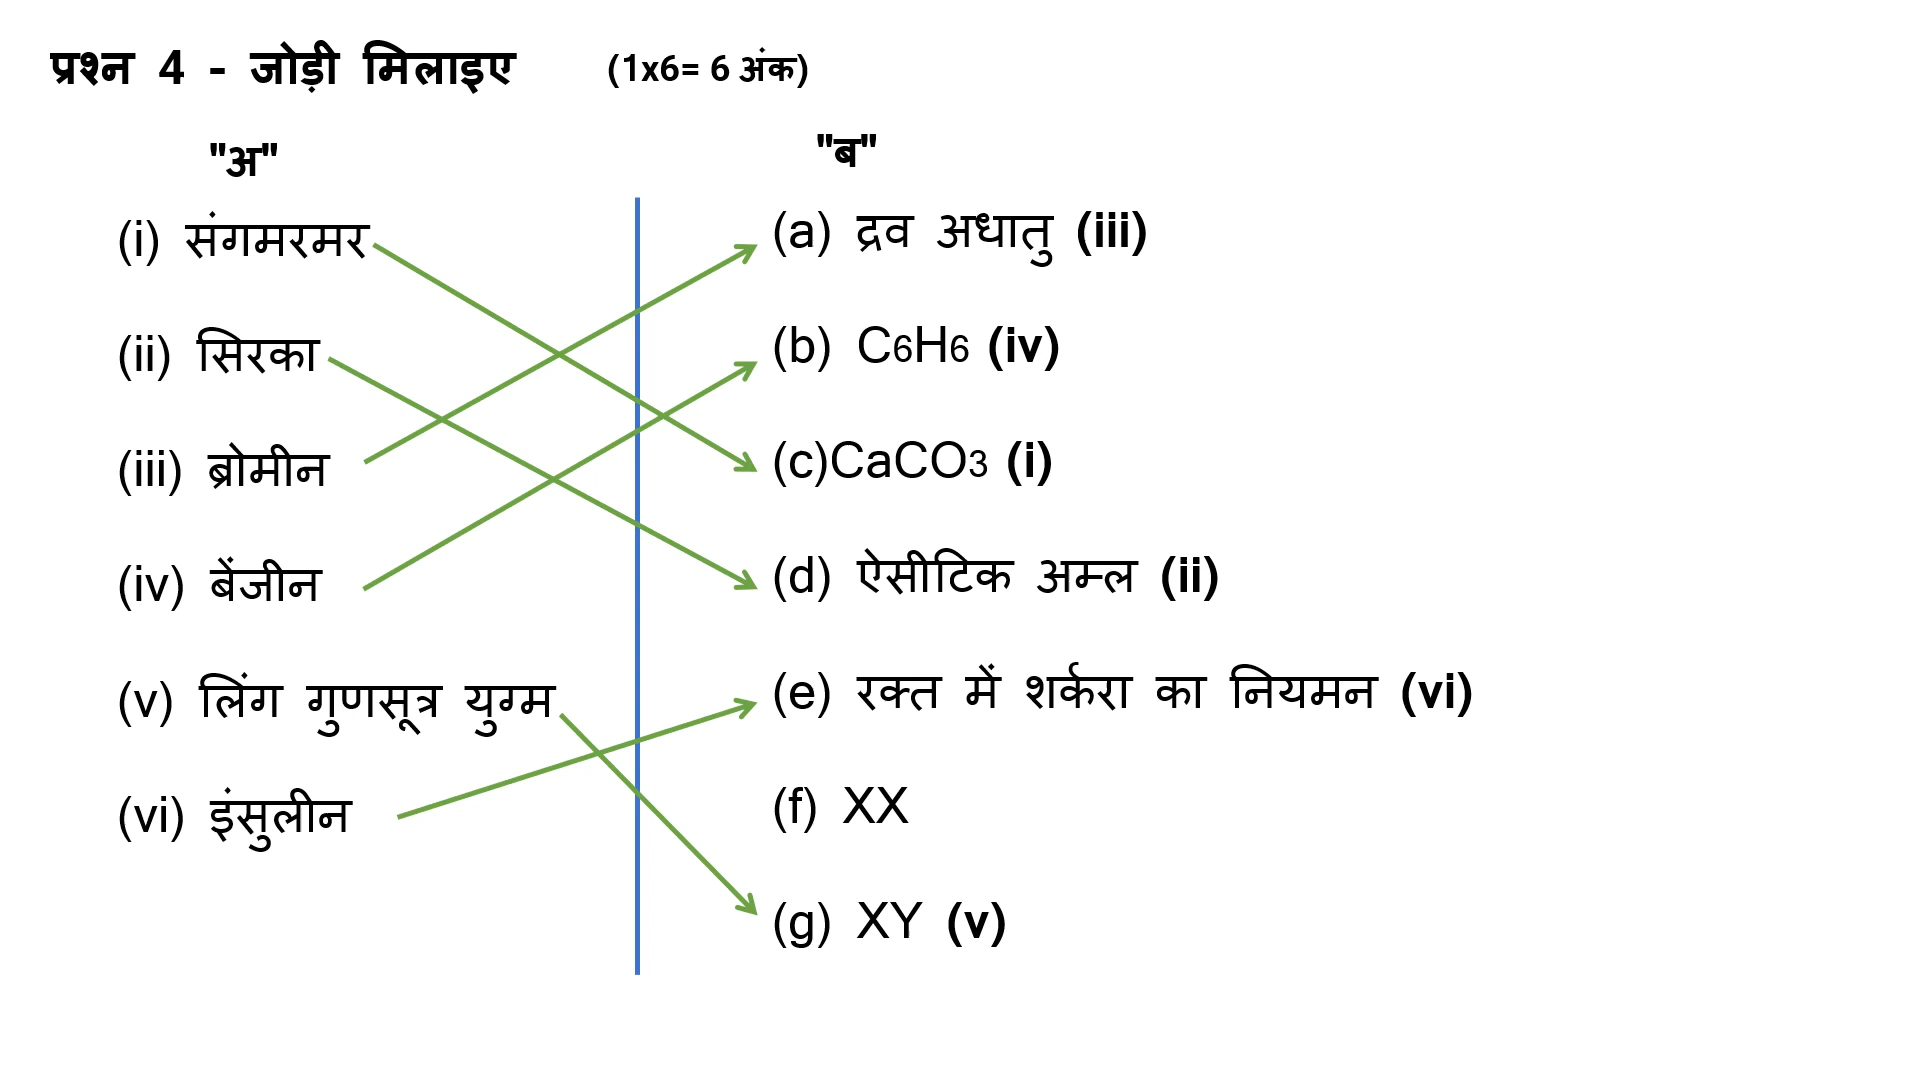 प्रश्न 4 - जोड़ी मिलाइए (1x6= 6 अंक)
"अ"
(i) संगमरमर
(ii) सिरका
(iii) ब्रोमीन
(iv) बेंजीन
(v) लिंग गुणसूत्र युग्म
(vi) इंसुलीन
"ब"
(a) द्रव अधातु (iii)
(b) C6H6 (iv)
(c)CaCO3 (i)
(d) ऐसीटिक अम्ल (ii)
(e) रक्त में शर्करा का नियमन (vi)
(f) XX
(g) XY (v)